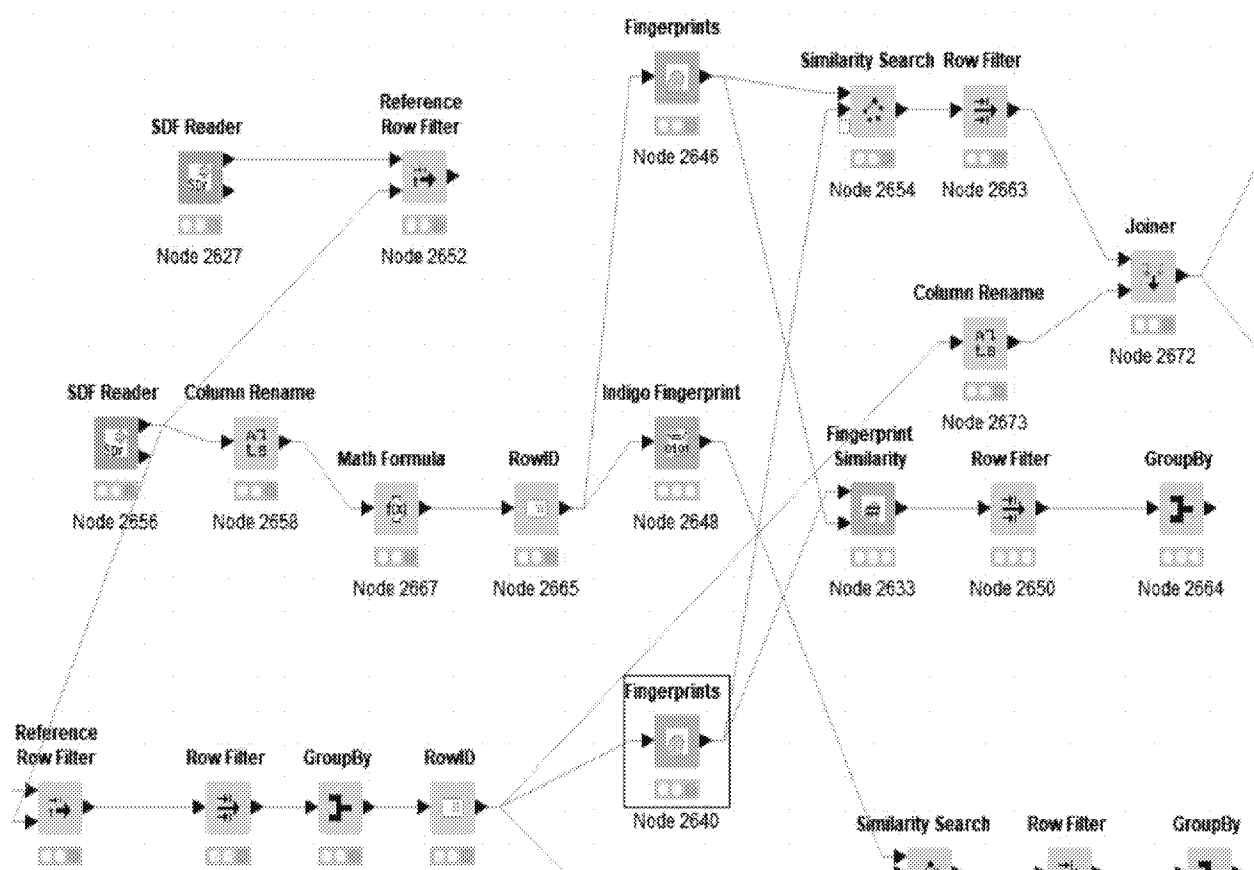 Fingerprints
Similarity Search
Row Filter
Reference
Row Filter
SDF Reader
Node 2646
Node 2654
Node 2663
Node 2627
Node 2652
Joiner
Column Rename
Node 2672
SDF Reader
Column Rename
Indigo Fingerprint
Node 2673
Fingerprint
Similarity
Math Formula
RowID
Row Filter
GroupBy
Node 2656
Node 2658
Node 2648
Node 2667
Node 2665
Node 2633
Node 2650
Node 2664
Fingerprints
Reference
Row Filter
Row Filter
GroupBy
RowID
Node 2640
Similarity Search
Row Filter
GroupBy